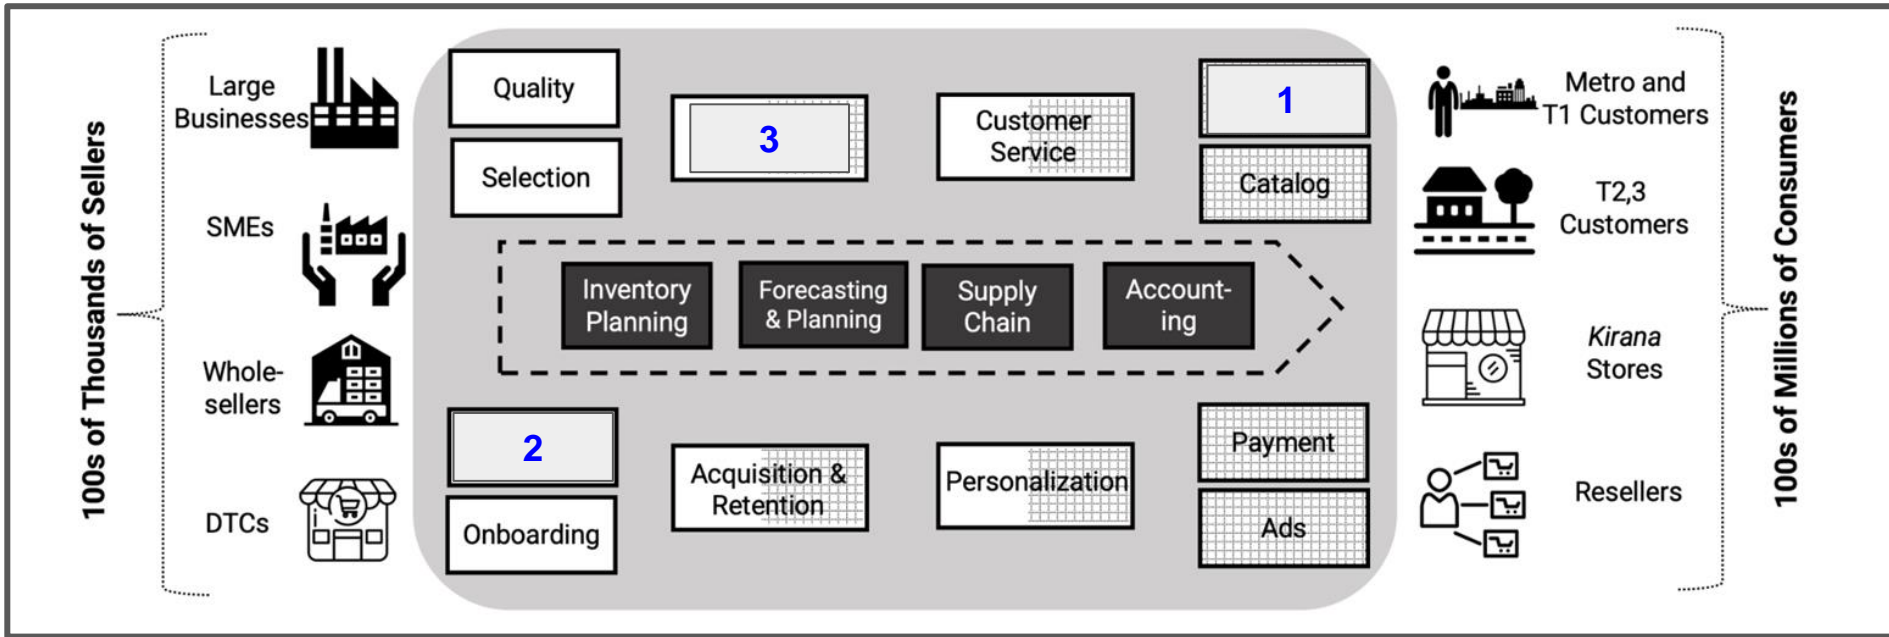 100s of Thousands of Sellers
Large
Businesses
SMEs
Whole-
sellers
DTCs
Quality
Selection
3
Customer
Service
1
Catalog
Inventory
Planning
Forecasting
& Planning
Supply
Chain
Account-
ing
2
Onboarding
Acquisition &
Retention
Personalization
Payment
Ads
Metro and
T1 Customers
T2,3
Customers
Kirana
Stores
Resellers
100s of Millions of Consumers